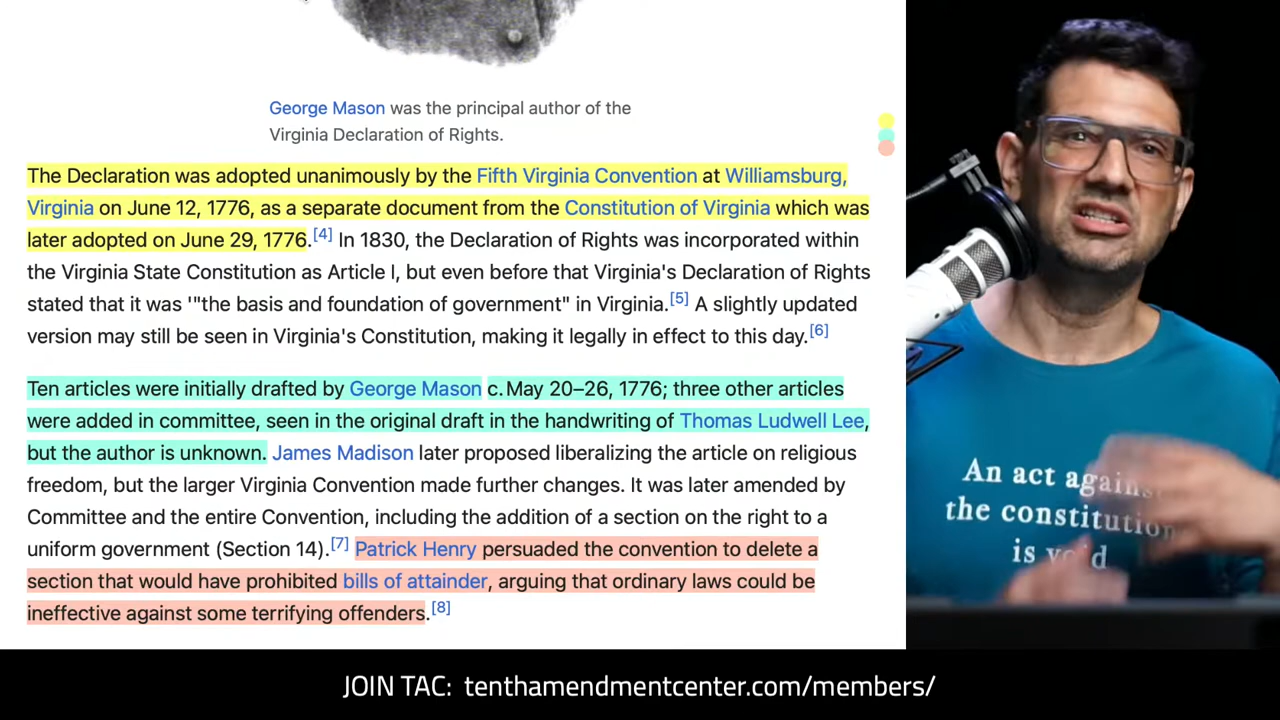 George Mason was the principal author of the
Virginia Declaration of Rights.
The Declaration was adopted unanimously by the Fifth Virginia Convention at Williamsburg,
Virginia on June 12, 1776, as a separate document from the Constitution of Virginia which was
later adopted on June 29, 1776.[4] In 1830, the Declaration of Rights was incorporated within
the Virginia State Constitution as Article I, but even before that Virginia's Declaration of Rights
stated that it was '"the basis and foundation of government" in Virginia.[5] A slightly updated
version may still be seen in Virginia's Constitution, making it legally in effect to this day.[6]
Ten articles were initially drafted by George Mason c. May 20–26, 1776; three other articles
were added in committee, seen in the original draft in the handwriting of Thomas Ludwell Lee,
but the author is unknown. James Madison later proposed liberalizing the article on religious
freedom, but the larger Virginia Convention made further changes. It was later amended by
Committee and the entire Convention, including the addition of a section on the right to a
uniform government (Section 14).[7] Patrick Henry persuaded the convention to delete a
section that would have prohibited bills of attainder, arguing that ordinary laws could be
ineffective against some terrifying offenders.[8]
An act against
the constitution
is void
JOIN TAC: tenthamendmentcenter.com/members/